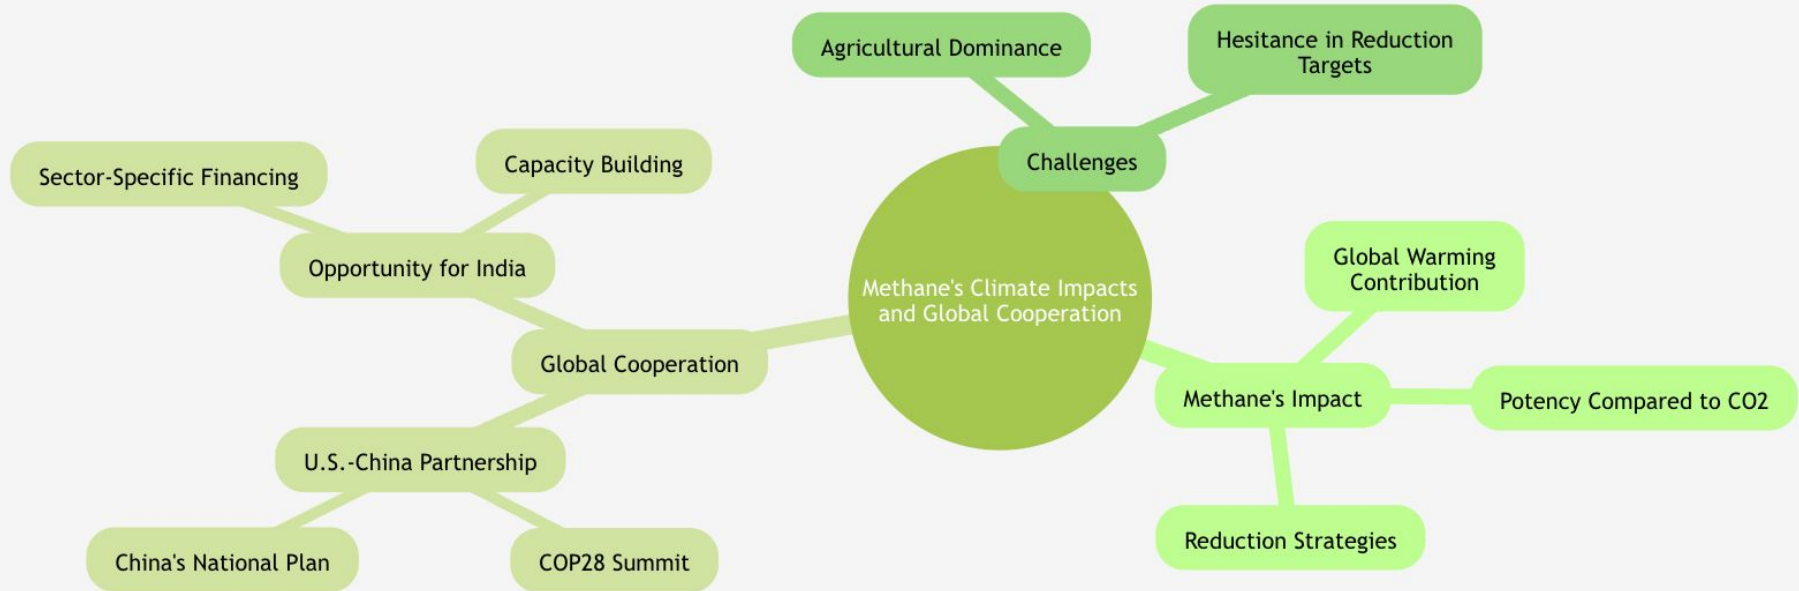 Agricultural Dominance
Hesitance in Reduction
Targets
Challenges
Sector-Specific Financing
Capacity Building
Opportunity for India
Global Cooperation
U.S.-China Partnership
China's National Plan
COP28 Summit
Methane's Climate Impacts
and Global Cooperation
Global Warming
Contribution
Methane's Impact
Potency Compared to CO2
Reduction Strategies